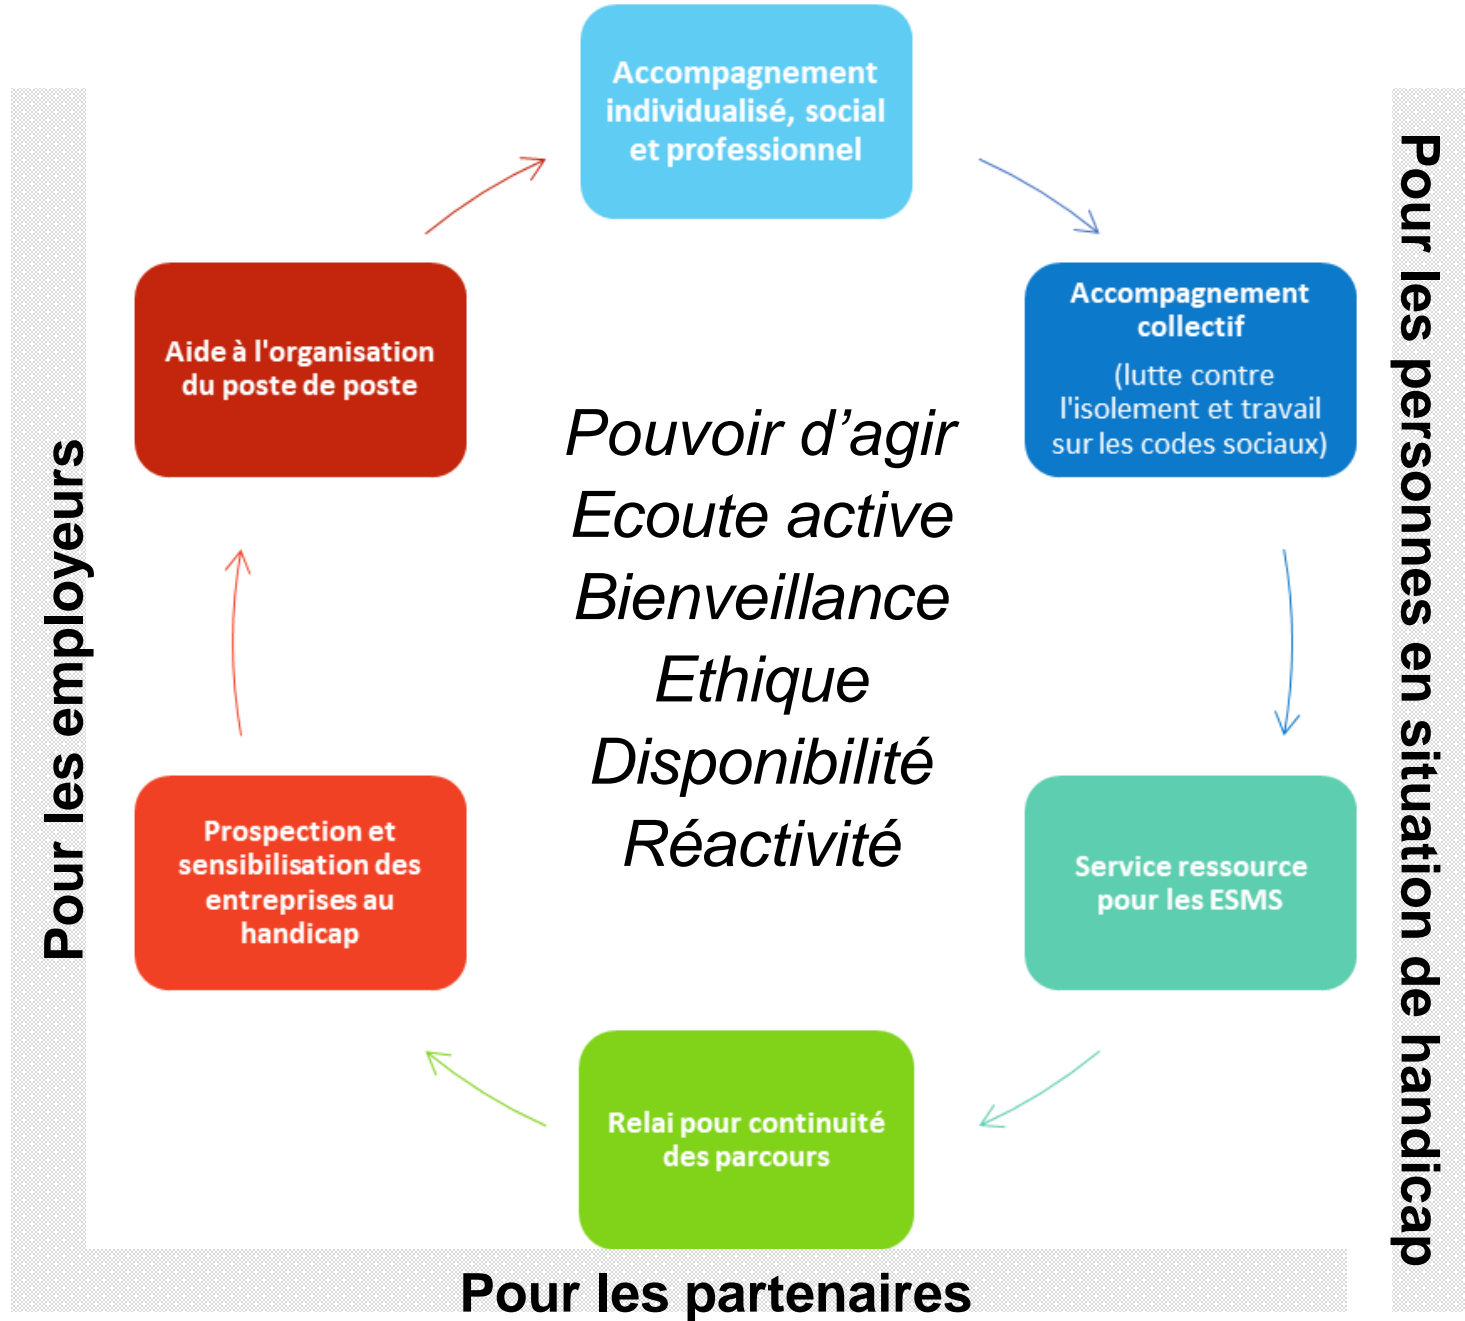 Accompagnement
individualisé, social
et professionnel
Accompagnement
collectif
(lutte contre
l'isolement et travail
sur les codes sociaux)
Service ressource
pour les ESMS
Relai pour continuité
des parcours
Prospection et
sensibilisation des
entreprises au
handicap
Aide à l'organisation
du poste de poste
Pouvoir d’agir
Ecoute active
Bienveillance
Ethique
Disponibilité
Réactivité
Pour les employeurs
Pour les personnes en situation de handicap
Pour les partenaires